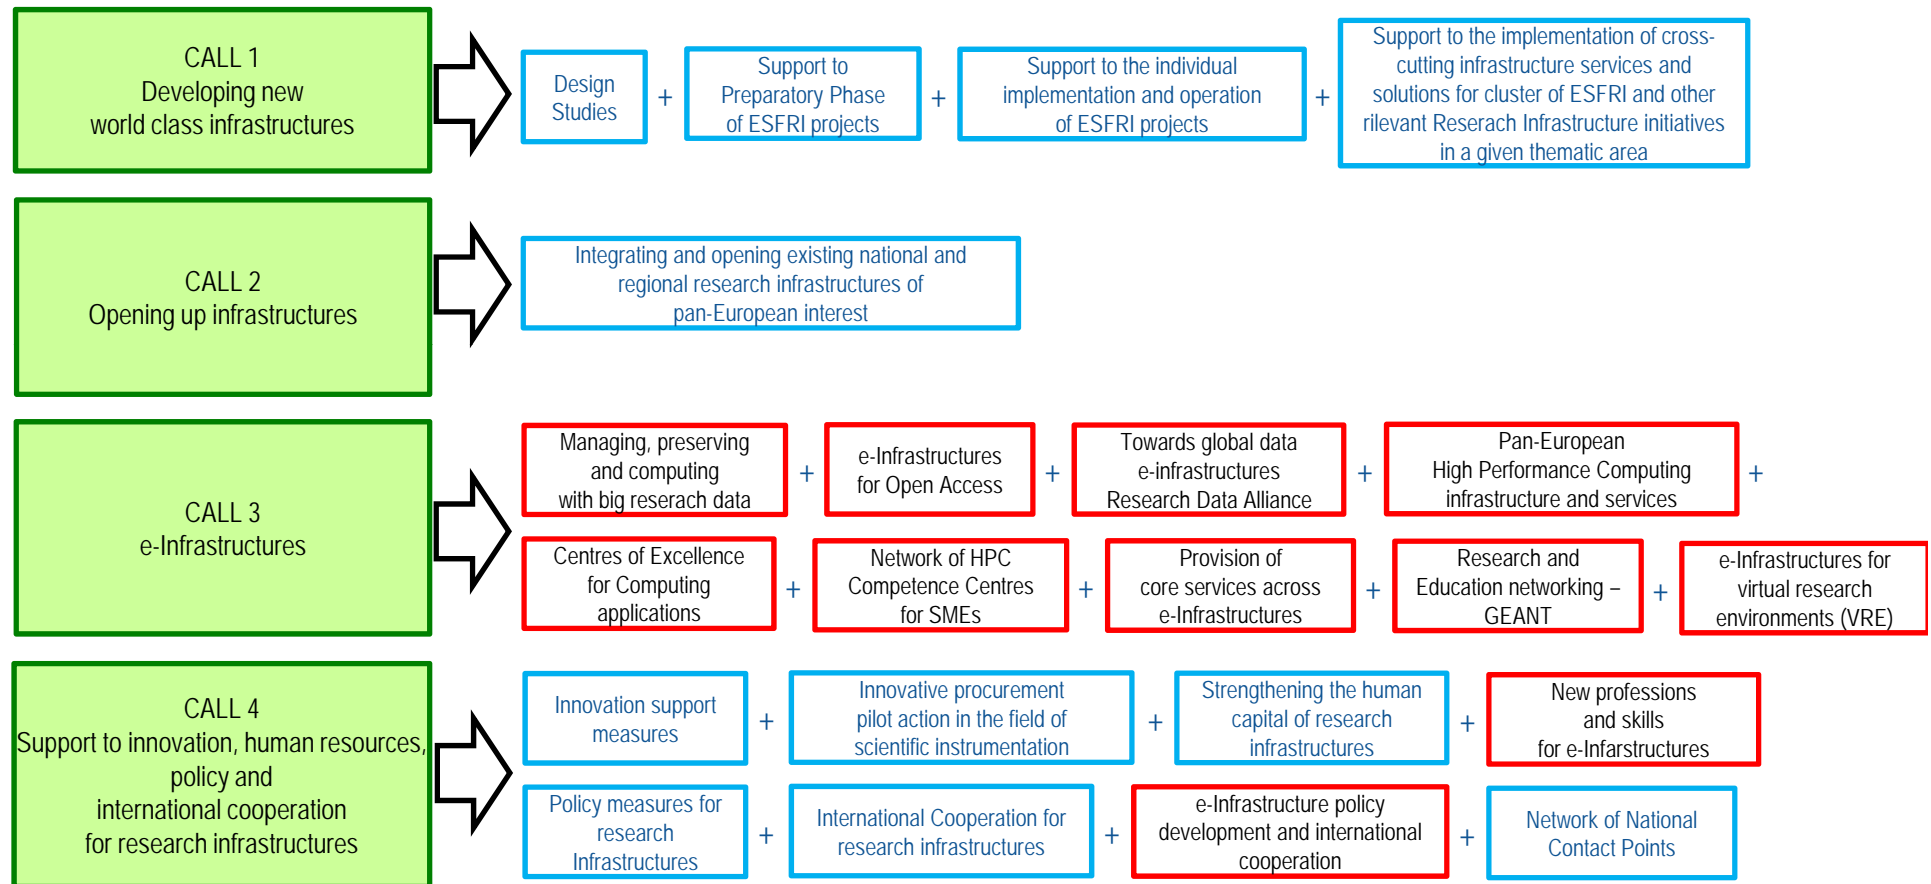 CALL 1
Developing new
world class infrastructures
Design
Studies
+
Support to
Preparatory Phase
of ESFRI projects
+
Support to the individual
implementation and operation
of ESFRI projects
+
Support to the implementation of cross-
cutting infrastructure services and
solutions for cluster of ESFRI and other
rilevant Reserach Infrastructure initiatives
in a given thematic area
CALL 2
Opening up infrastructures
Integrating and opening existing national and
regional research infrastructures of
pan-European interest
CALL 3
e-Infrastructures
Managing, preserving
and computing
with big reserach data
+
e-Infrastructures
for Open Access
+
Towards global data
e-infrastructures
Research Data Alliance
+
Pan-European
High Performance Computing
infrastructure and services
+
Centres of Excellence
for Computing
applications
+
Network of HPC
Competence Centres
for SMEs
+
Provision of
core services across
e-Infrastructures
+
Research and
Education networking –
GEANT
+
e-Infrastructures for
virtual research
environments (VRE)
CALL 4
Support to innovation, human resources,
policy and
international cooperation
for research infrastructures
Innovation support
measures
+
Innovative procurement
pilot action in the field of
scientific instrumentation
+
Strengthening the human
capital of research
infrastructures
+
New professions
and skills
for e-Infarstructures
Policy measures for
research
Infrastructures
+
International Cooperation for
research infrastructures
+
e-Infrastructure policy
development and international
cooperation
+
Network of National
Contact Points